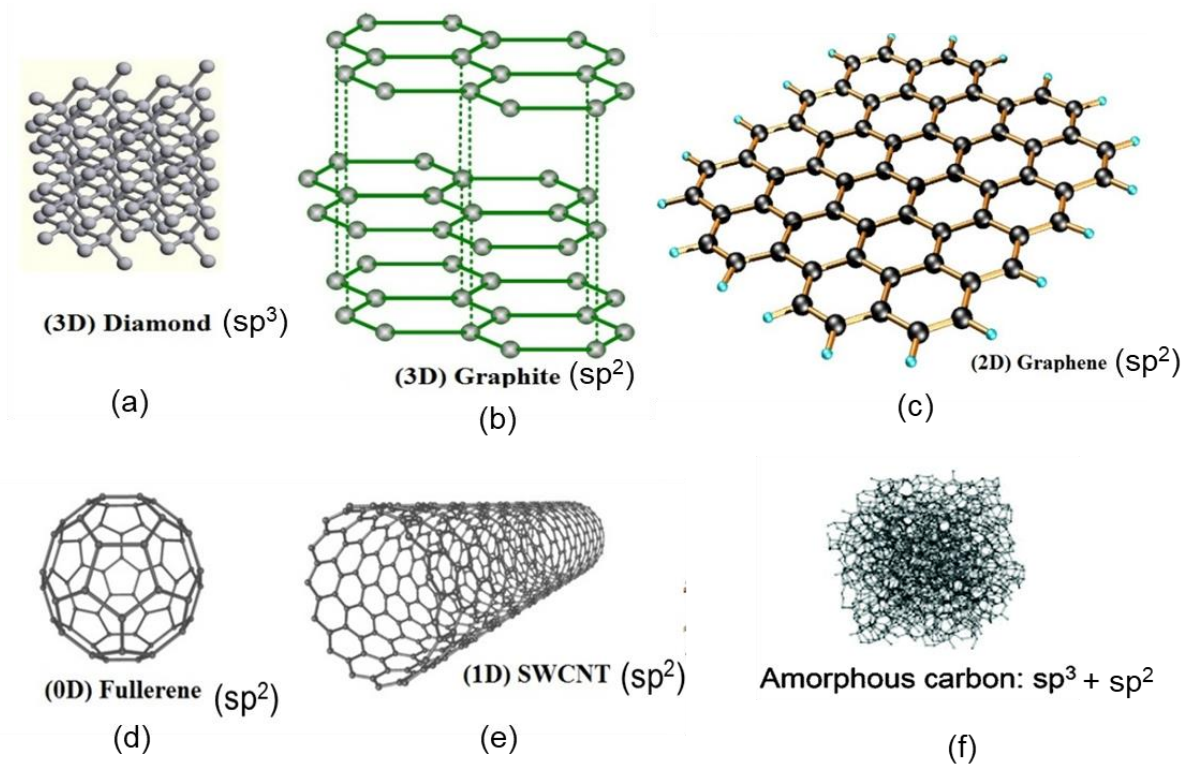 (3D) Diamond (sp³)
(a)
(3D) Graphite (sp²)
(b)
(2D) Graphene (sp²)
(c)
(0D) Fullerene (sp²)
(d)
(1D) SWCNT (sp²)
(e)
Amorphous carbon: sp³ + sp²
(f)